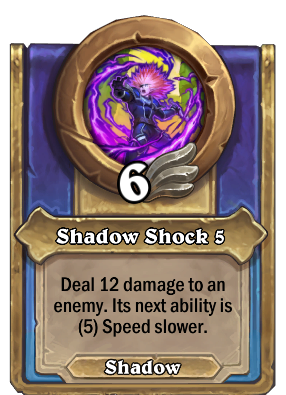 6
Shadow Shock 5
Deal 12 damage to an
enemy. Its next ability is
(5) Speed slower.
Shadow